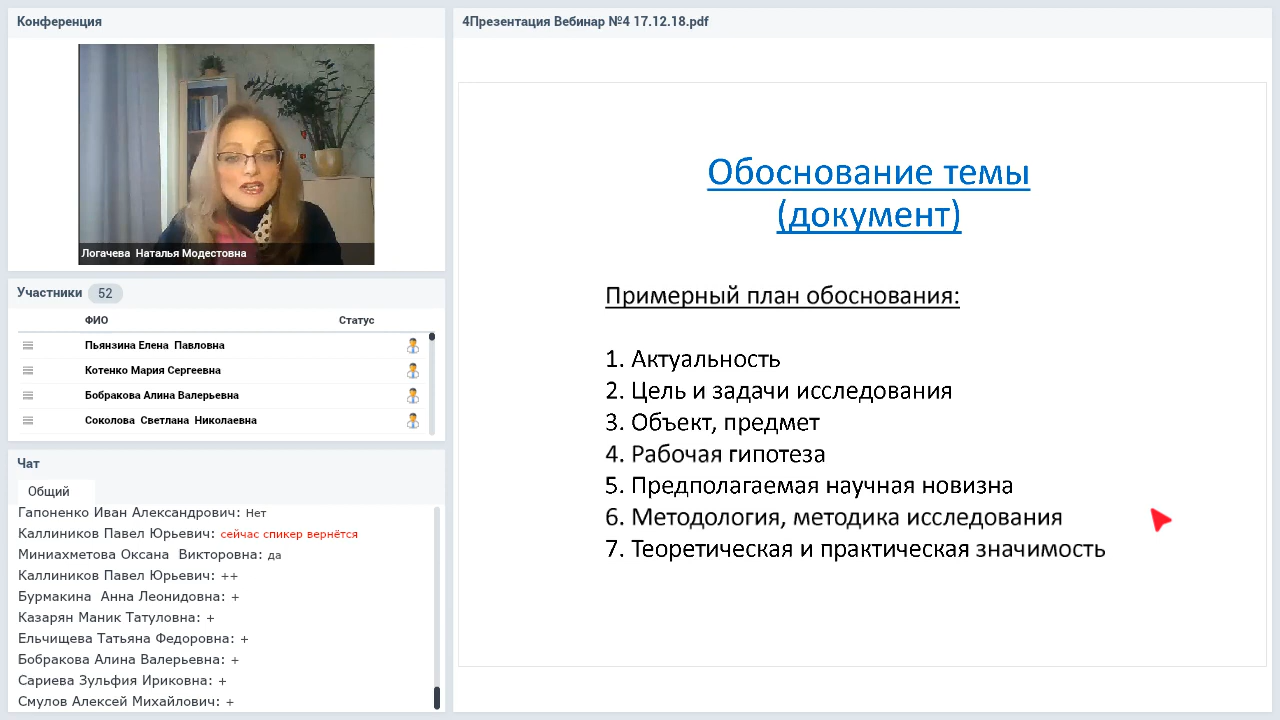 Конференция
Логачева Наталья Модестовна
Участники 52
ФИО Статус
Пьянзина Елена Павловна
Котенко Мария Сергеевна
Бобракова Алина Валерьевна
Соколова Светлана Николаевна
Чат
Общий
Гапоненко Иван Александрович: Нет
Каллиников Павел Юрьевич: сейчас спикер вернётся
Миниахметова Оксана Викторовна: да
Каллиников Павел Юрьевич: ++
Бурмакина Анна Леонидовна: +
Казарян Маник Татуловна: +
Ельчищева Татьяна Федоровна: +
Бобракова Алина Валерьевна: +
Сариева Зульфия Ириковна: +
Смулов Алексей Михайлович: +
4Презентация Вебинар №4 17.12.18.pdf
Обоснование темы
(документ)
Примерный план обоснования:
1. Актуальность
2. Цель и задачи исследования
3. Объект, предмет
4. Рабочая гипотеза
5. Предполагаемая научная новизна
6. Методология, методика исследования
7. Теоретическая и практическая значимость